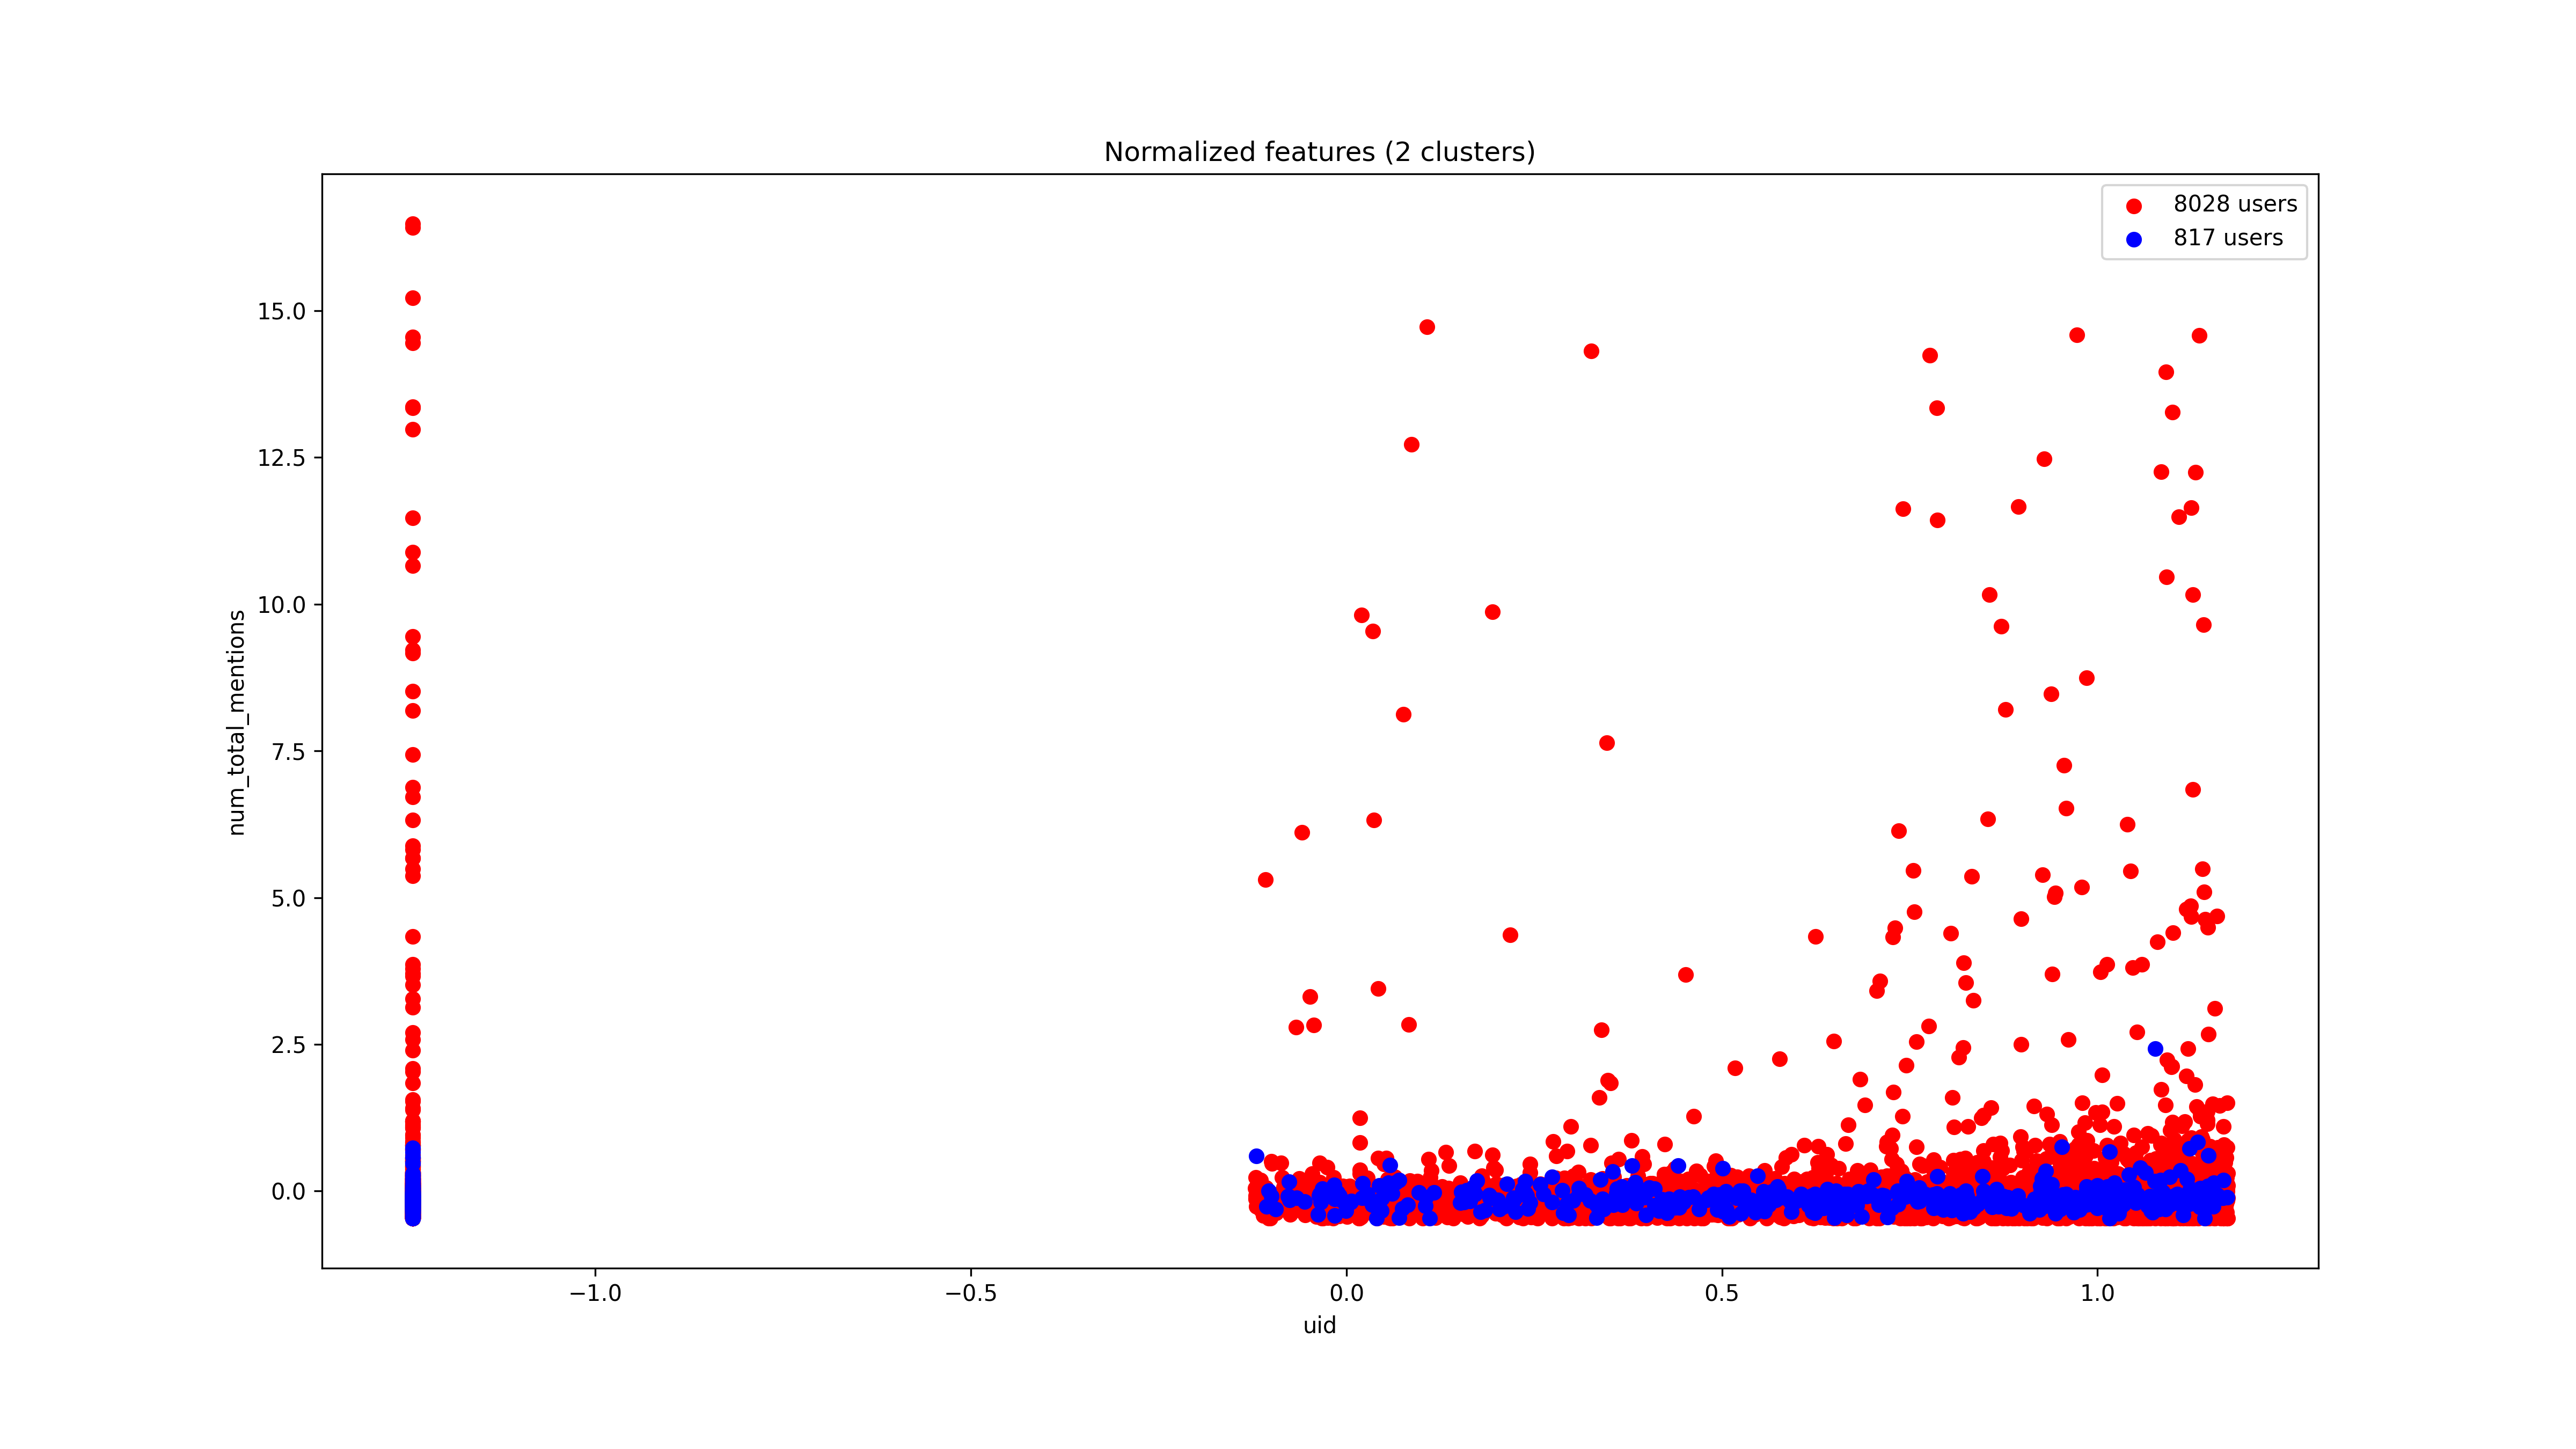 Normalized features (2 clusters)
8028 users
817 users
15.0
12.5
10.0
7.5
5.0
2.5
0.0
num_total_mentions
−1.0
−0.5
0.0
0.5
1.0
uid